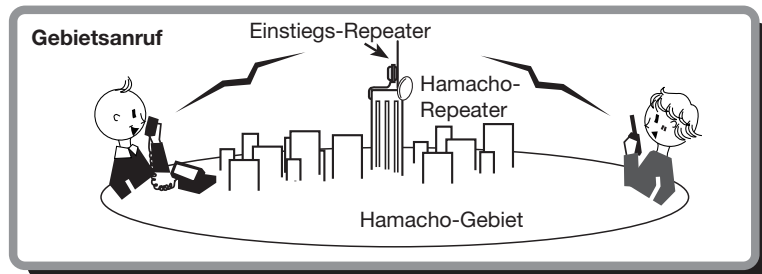 Gebietsanruf
Einstiegs-Repeater
Hamacho-
Repeater
Hamacho-Gebiet